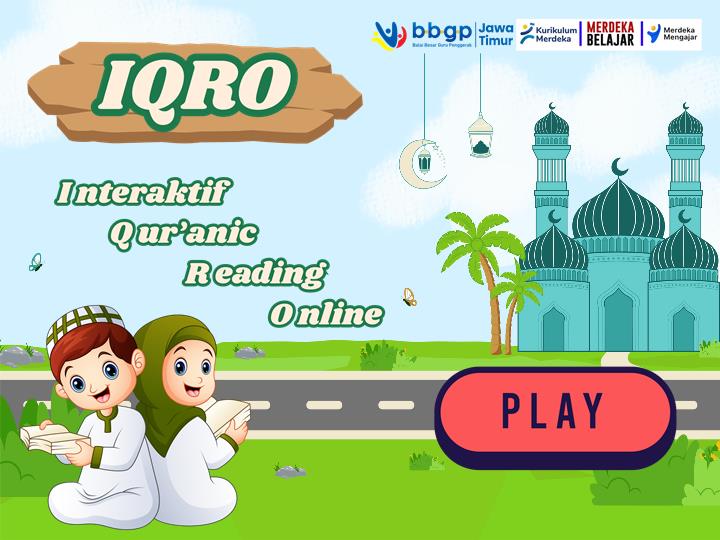 bbgp
Balai Besar Guru Penggerak
Jawa
Timur
Kurikulum
Merdeka
MERDEKA
BELAJAR
Merdeka
Mengajar
IQRO
Interaktif
Qur'anic
Reading
Online
PLAY